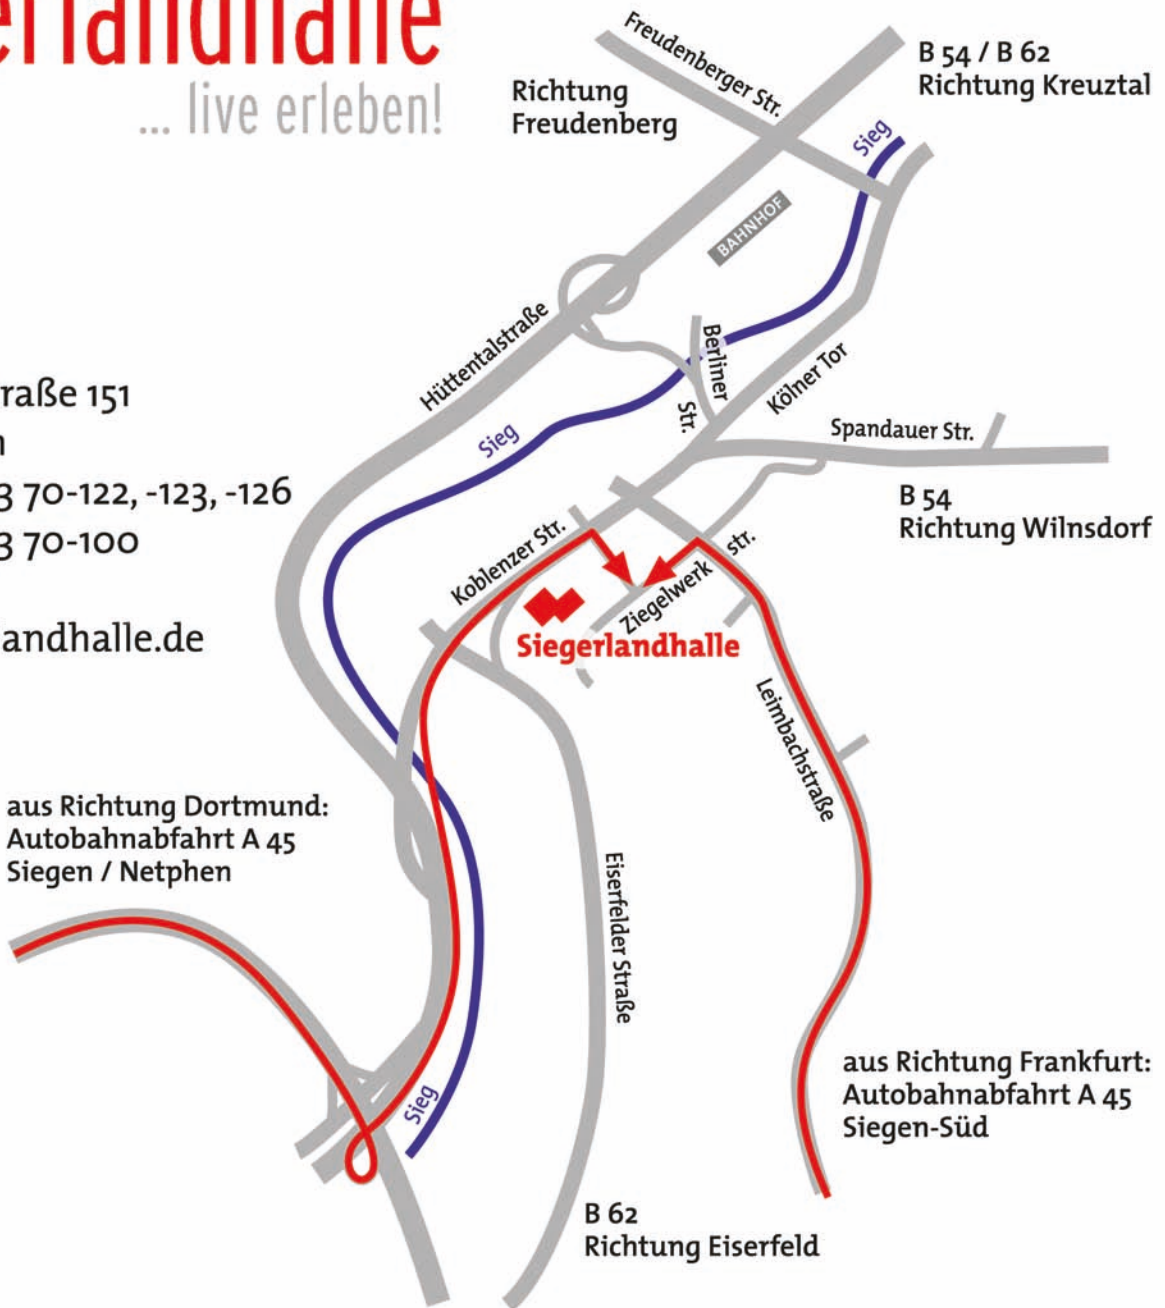 erlandhalle
... live erleben!
Richtung
Freudenberg
Freudenberger Str.
B 54 / B 62
Richtung Kreuztal
Sieg
BAHNHOF
Hüttentalstraße
Berliner
Str.
Kölner Tor
Sieg
Spandauer Str.
B 54
Richtung Wilnsdorf
raße 151
n
3 70-122, -123, -126
3 70-100
andhalle.de
Koblenzer Str.
Ziegelwerk
str.
Siegerlandhalle
Leimbachstraße
aus Richtung Dortmund:
Autobahnabfahrt A 45
Siegen / Netphen
Eiserfelder Straße
Sieg
aus Richtung Frankfurt:
Autobahnabfahrt A 45
Siegen-Süd
B 62
Richtung Eiserfeld